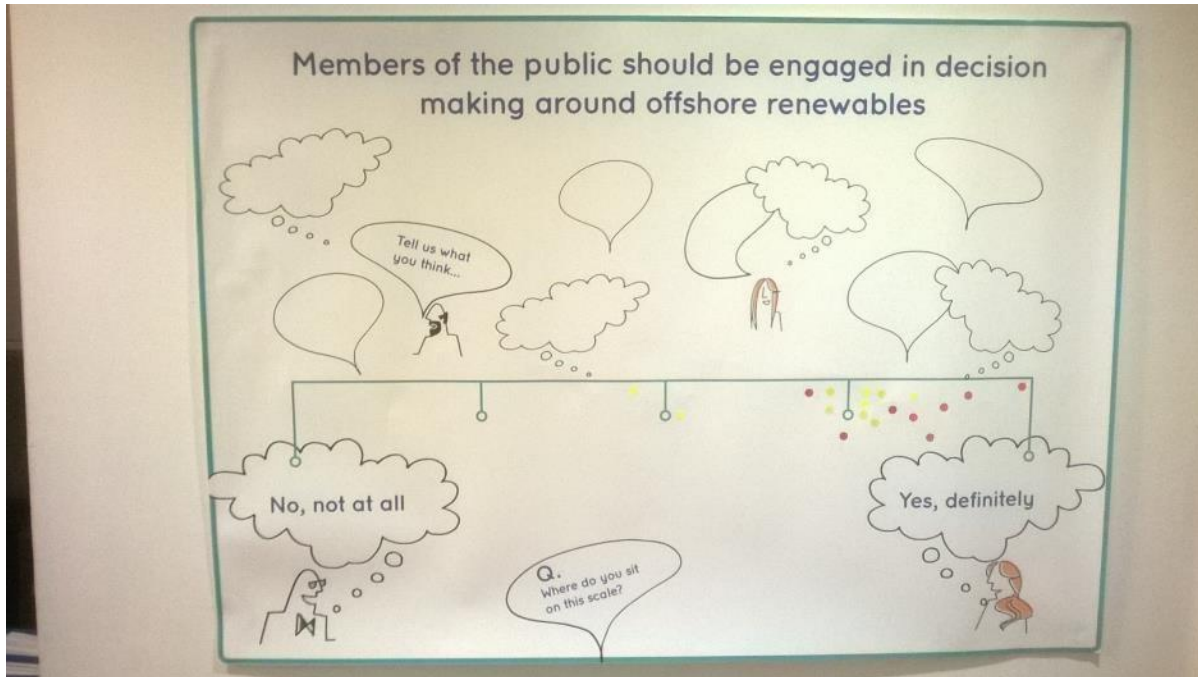 Members of the public should be engaged in decision
making around offshore renewables
Tell us what
you think...
No, not at all
Yes, definitely
Q.
Where do you sit
on this scale?